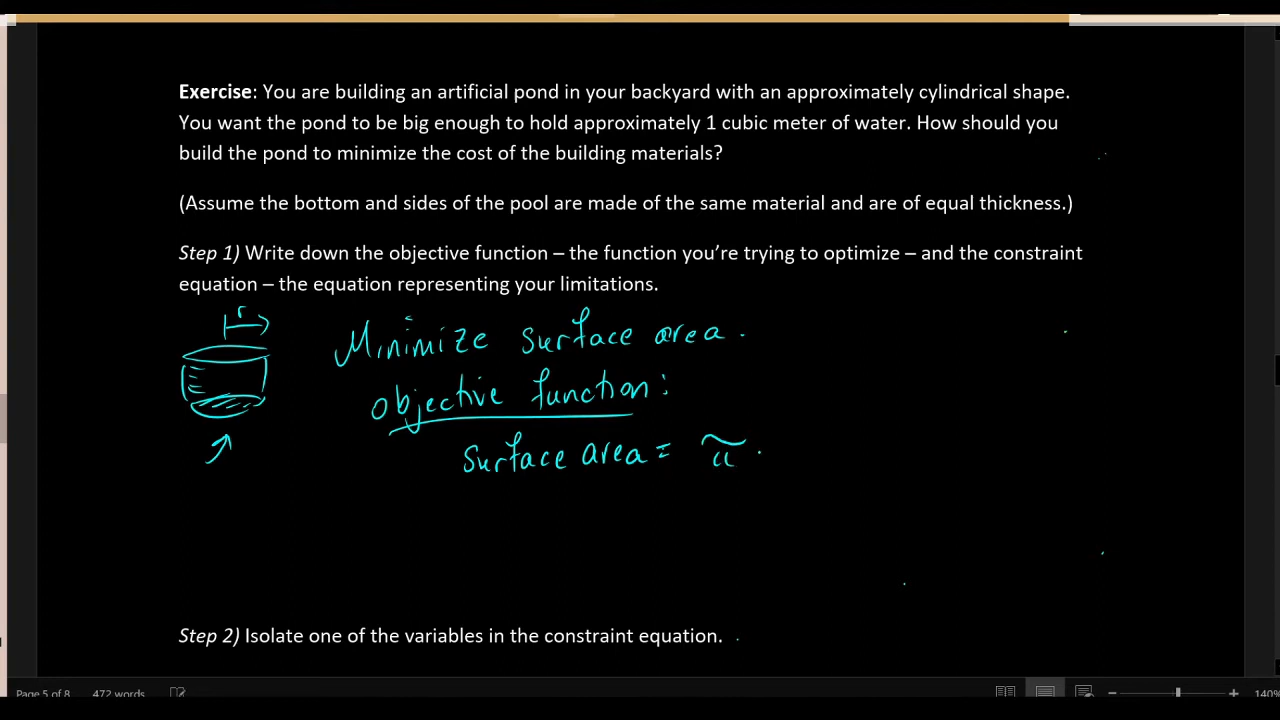 Exercise: You are building an artificial pond in your backyard with an approximately cylindrical shape.
You want the pond to be big enough to hold approximately 1 cubic meter of water. How should you
build the pond to minimize the cost of the building materials?
(Assume the bottom and sides of the pool are made of the same material and are of equal thickness.)
Step 1) Write down the objective function – the function you’re trying to optimize – and the constraint
equation – the equation representing your limitations.
r
Minimize surface area.
objective function:
surface area = π
Step 2) Isolate one of the variables in the constraint equation.
Page 5 of 8 472 words 140%